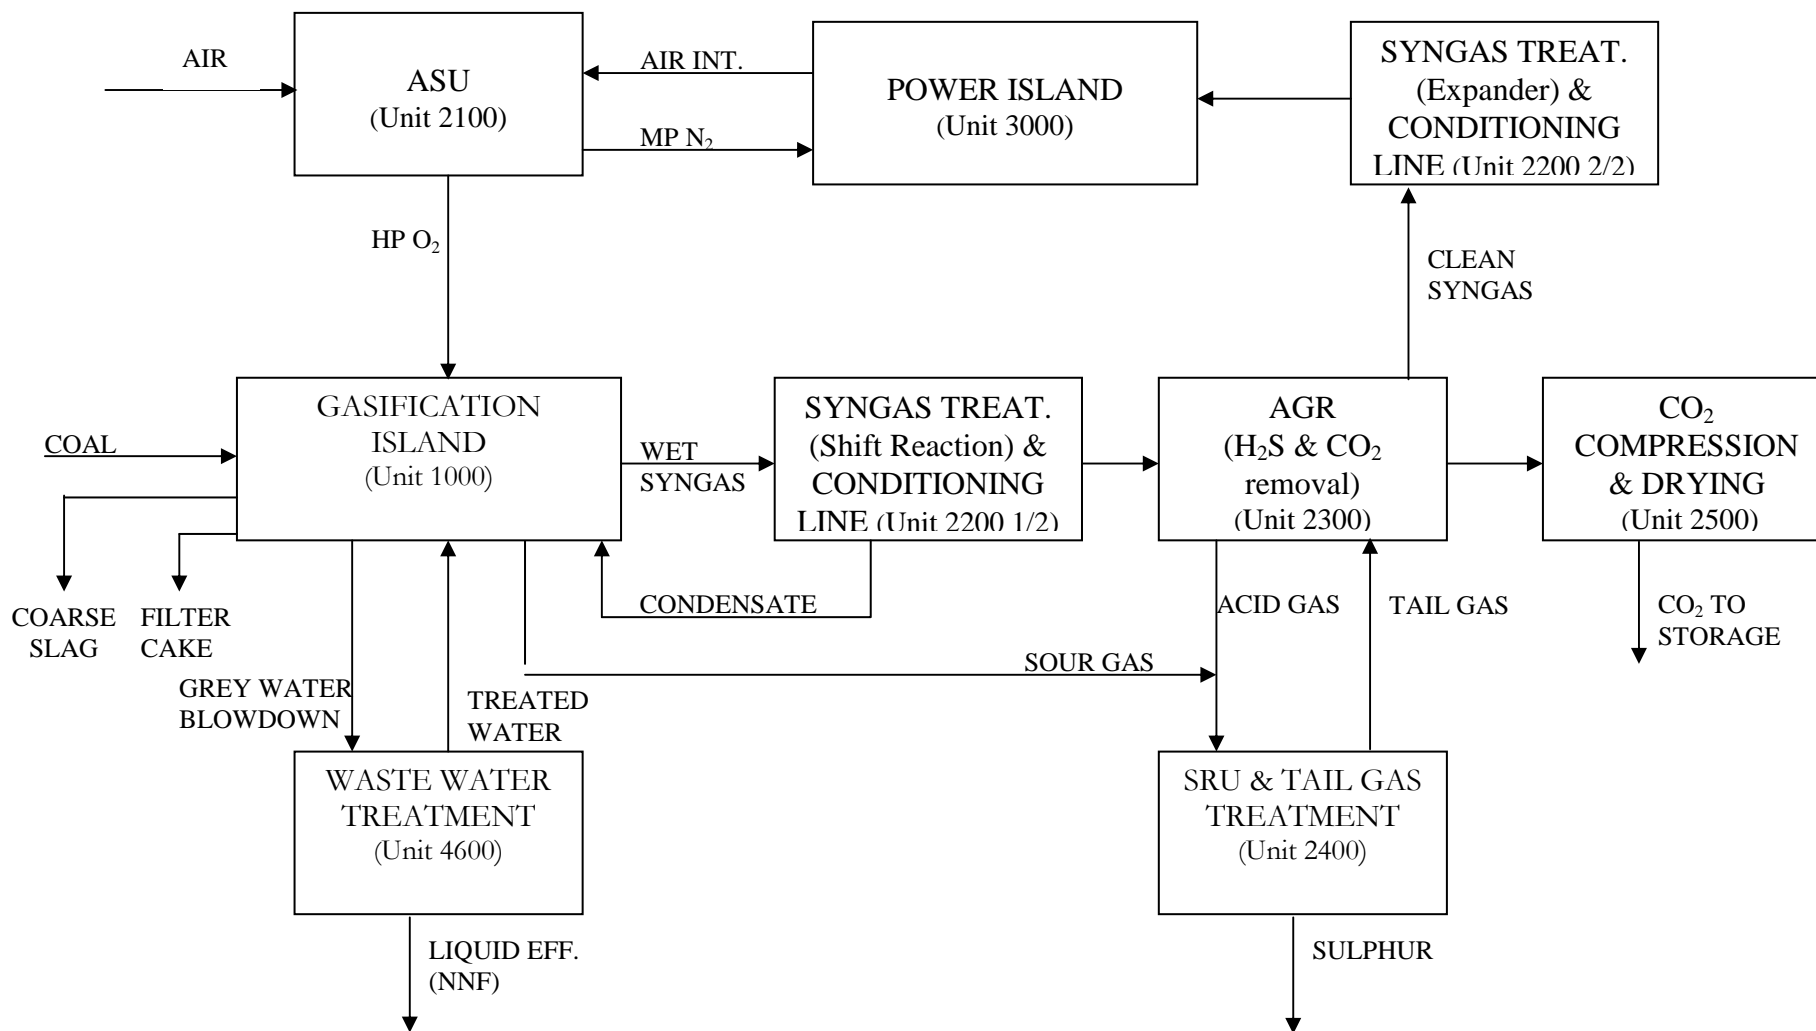 AIR
ASU
(Unit 2100)
AIR INT.
MP N₂
POWER ISLAND
(Unit 3000)
SYNGAS TREAT.
(Expander) &
CONDITIONING
LINE (Unit 2200 2/2)
HP O₂
CLEAN
SYNGAS
COAL
GASIFICATION
ISLAND
(Unit 1000)
WET
SYNGAS
SYNGAS TREAT.
(Shift Reaction) &
CONDITIONING
LINE (Unit 2200 1/2)
AGR
(H₂S & CO₂
removal)
(Unit 2300)
CO₂
COMPRESSION
& DRYING
(Unit 2500)
COARSE
SLAG
FILTER
CAKE
CONDENSATE
ACID GAS
TAIL GAS
CO₂ TO
STORAGE
SOUR GAS
GREY WATER
BLOWDOWN
TREATED
WATER
WASTE WATER
TREATMENT
(Unit 4600)
SRU & TAIL GAS
TREATMENT
(Unit 2400)
LIQUID EFF.
(NNF)
SULPHUR